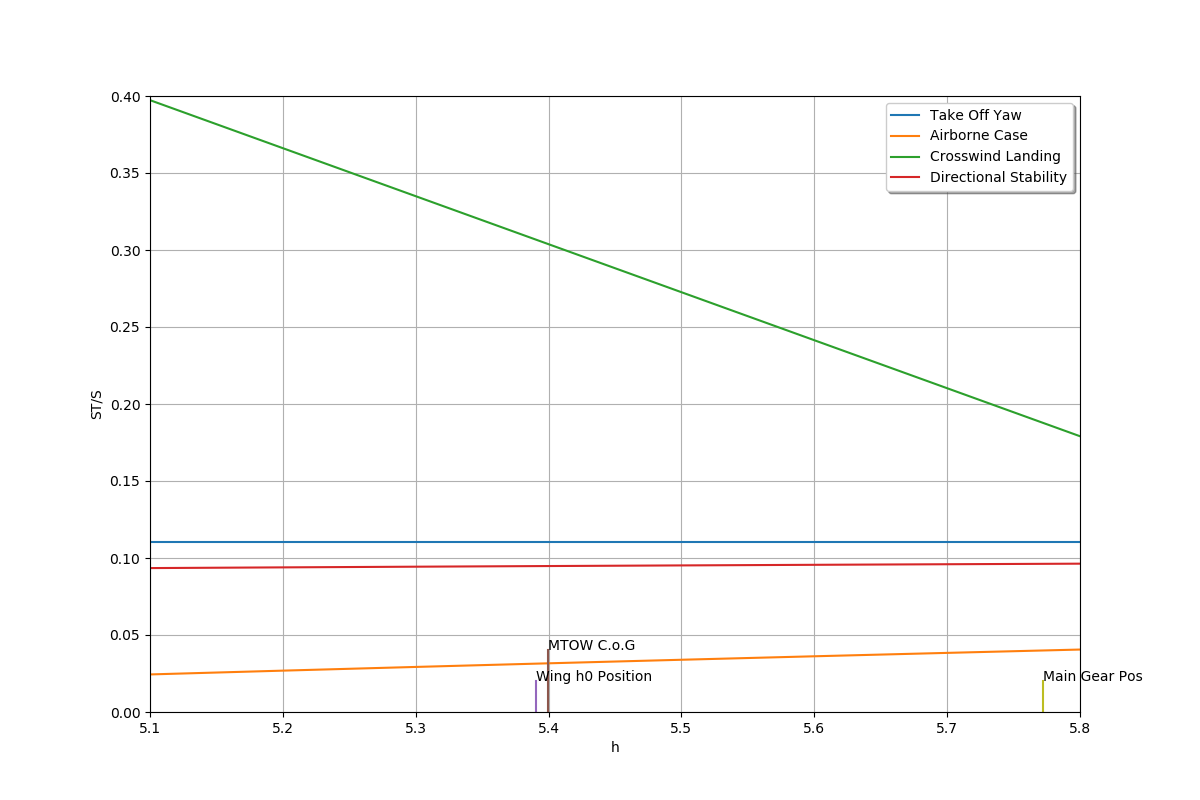 0.40
0.35
0.30
0.25
0.20
0.15
0.10
0.05
0.00
ST/S
Take Off Yaw
Airborne Case
Crosswind Landing
Directional Stability
MTOW C.o.G
Wing h0 Position
Main Gear Pos
5.1 5.2 5.3 5.4 5.5 5.6 5.7 5.8
h